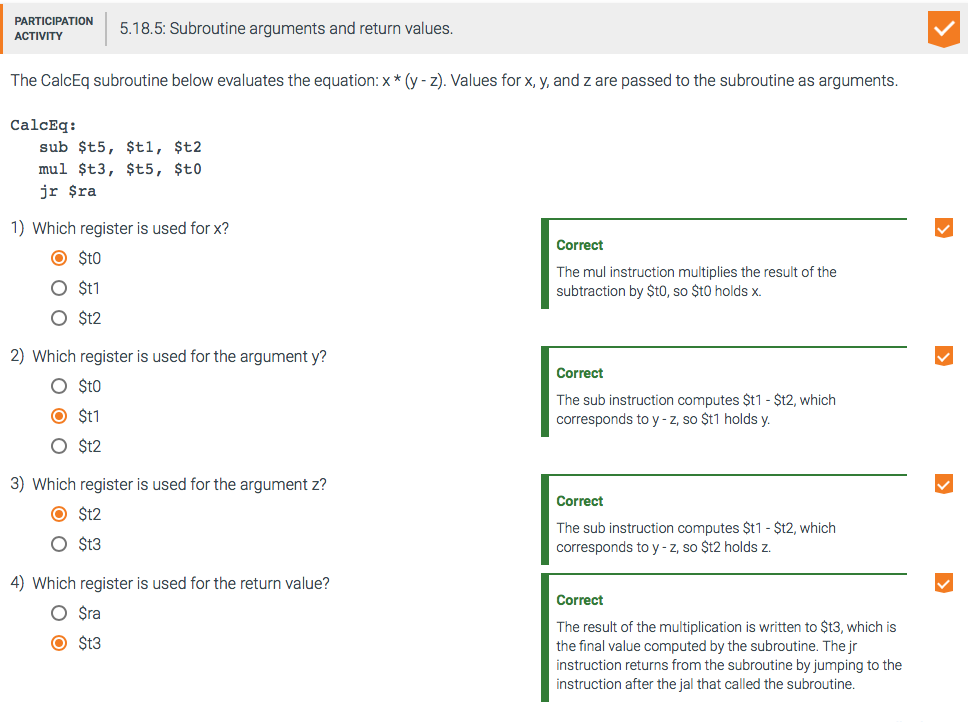 PARTICIPATION
ACTIVITY
5.18.5: Subroutine arguments and return values.
The CalcEq subroutine below evaluates the equation: x * (y - z). Values for x, y, and z are passed to the subroutine as arguments.
CalcEq:
sub $t5, $t1, $t2
mul $t3, $t5, $t0
jr $ra
1) Which register is used for x?
$t0
$t1
$t2
Correct
The mul instruction multiplies the result of the
subtraction by $t0, so $t0 holds x.
2) Which register is used for the argument y?
$t0
$t1
$t2
Correct
The sub instruction computes $t1 - $t2, which
corresponds to y - z, so $t1 holds y.
3) Which register is used for the argument z?
$t2
$t3
Correct
The sub instruction computes $t1 - $t2, which
corresponds to y - z, so $t2 holds z.
4) Which register is used for the return value?
$ra
$t3
Correct
The result of the multiplication is written to $t3, which is
the final value computed by the subroutine. The jr
instruction returns from the subroutine by jumping to the
instruction after the jal that called the subroutine.